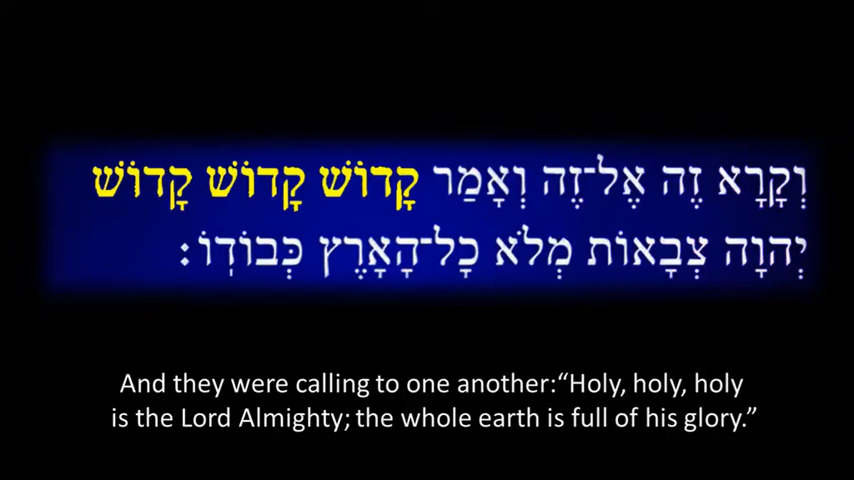 וְקָרָא זֶה אֶל־זֶה וְאָמַר קָדוֹשׁ קָדוֹשׁ קָדוֹשׁ
יְהוָה צְבָאוֹת מְלֹא כָל־הָאָרֶץ כְּבוֹדֽוֹ׃
And they were calling to one another:“Holy, holy, holy
is the Lord Almighty; the whole earth is full of his glory.”